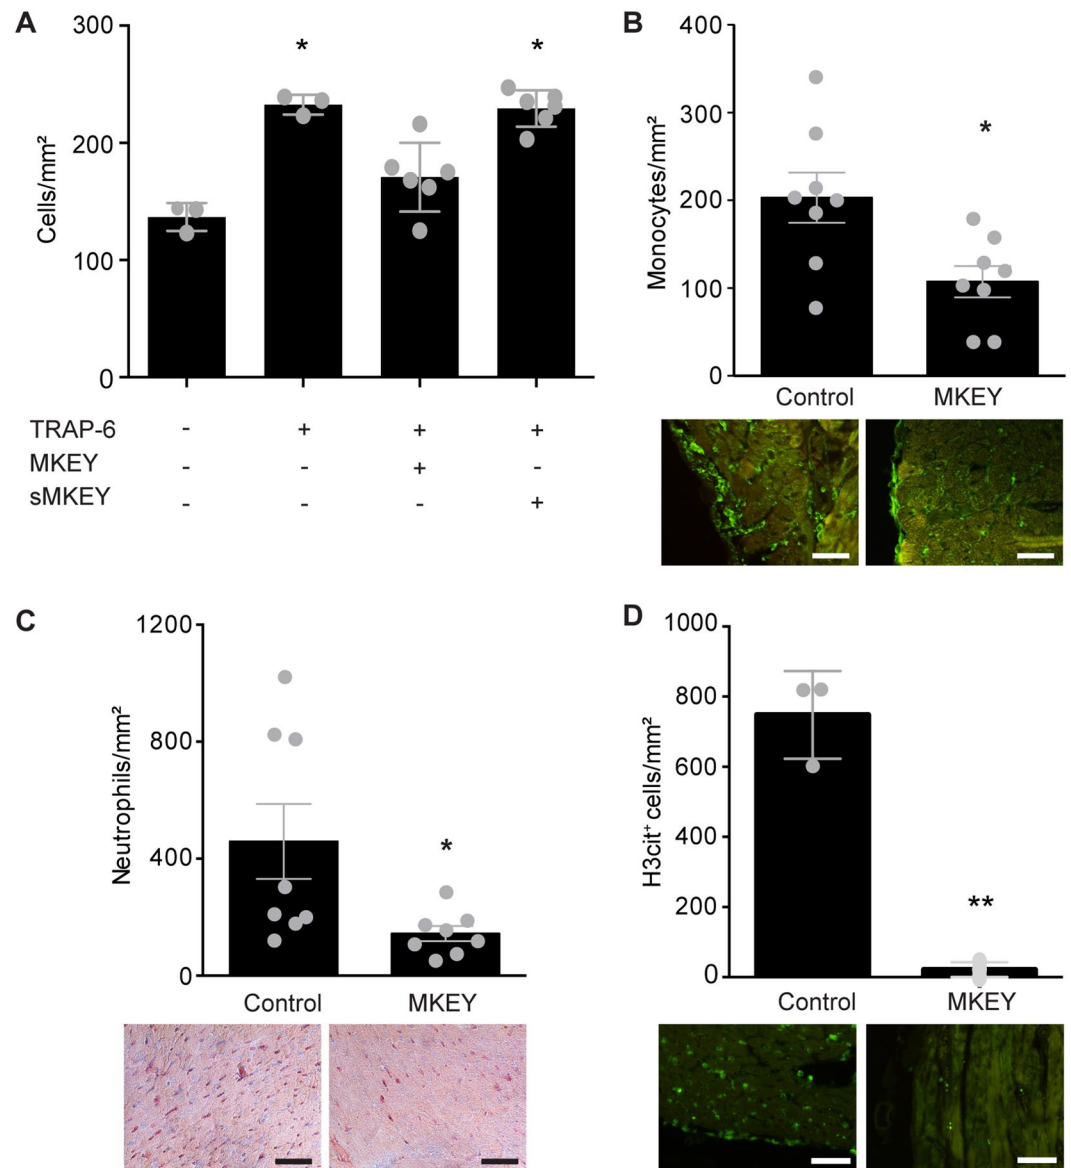 A
300
200
100
0
Cells/mm²
*
*
TRAP-6 - + + +
MKEY - - + -
sMKEY - - - +
B
400
300
200
100
0
Monocytes/mm²
*
Control MKEY
C
1200
800
400
0
Neutrophils/mm²
*
Control MKEY
D
1000
800
600
400
200
0
H3cit⁺ cells/mm²
**
Control MKEY